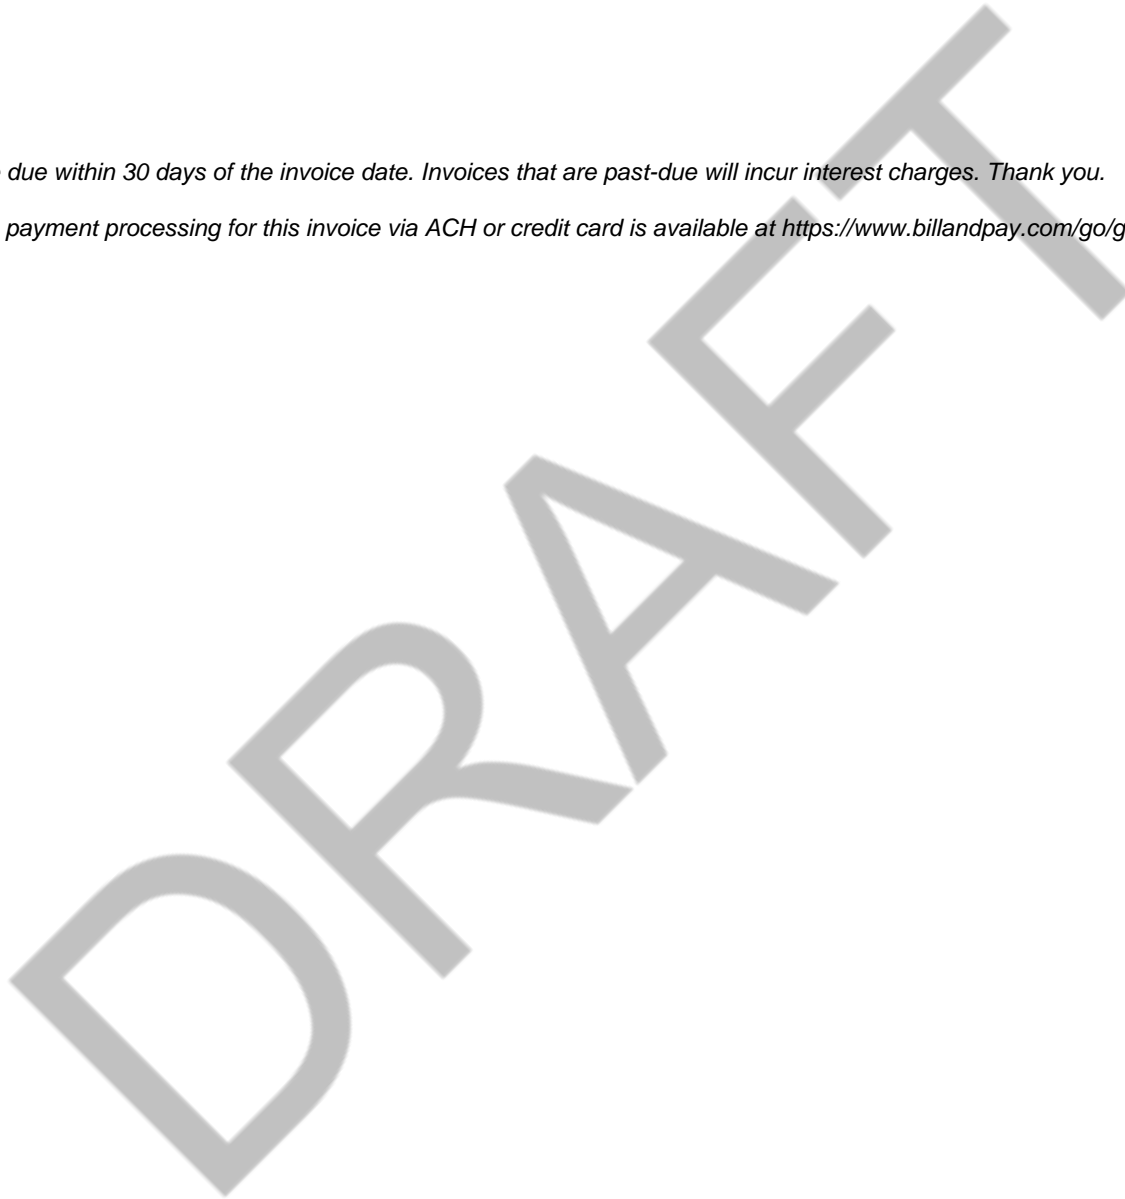 due within 30 days of the invoice date. Invoices that are past-due will incur interest charges. Thank you.
payment processing for this invoice via ACH or credit card is available at https://www.billandpay.com/go/g
DRAFT